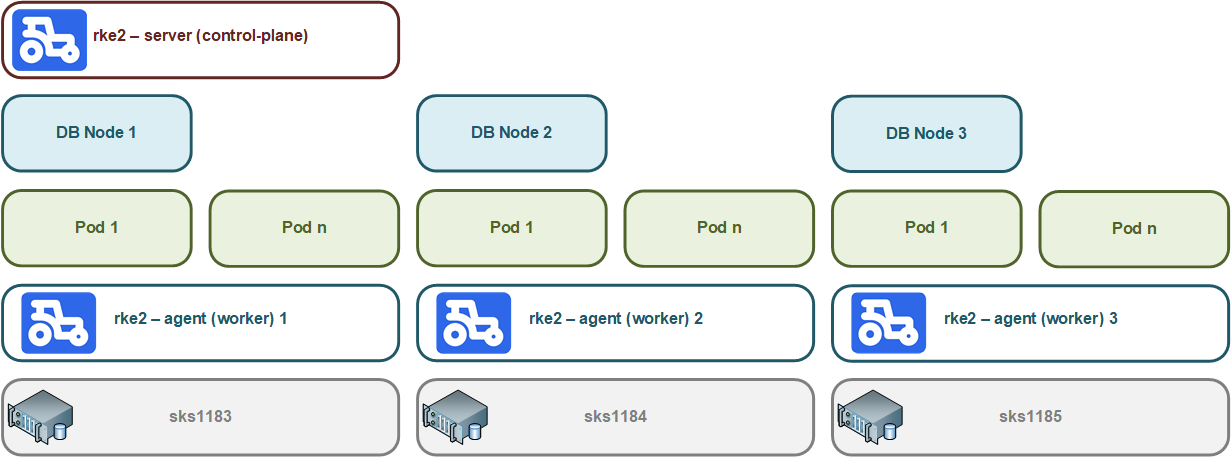 rke2 – server (control-plane)
DB Node 1
DB Node 2
DB Node 3
Pod 1
Pod n
Pod 1
Pod n
Pod 1
Pod n
rke2 – agent (worker) 1
rke2 – agent (worker) 2
rke2 – agent (worker) 3
sks1183
sks1184
sks1185